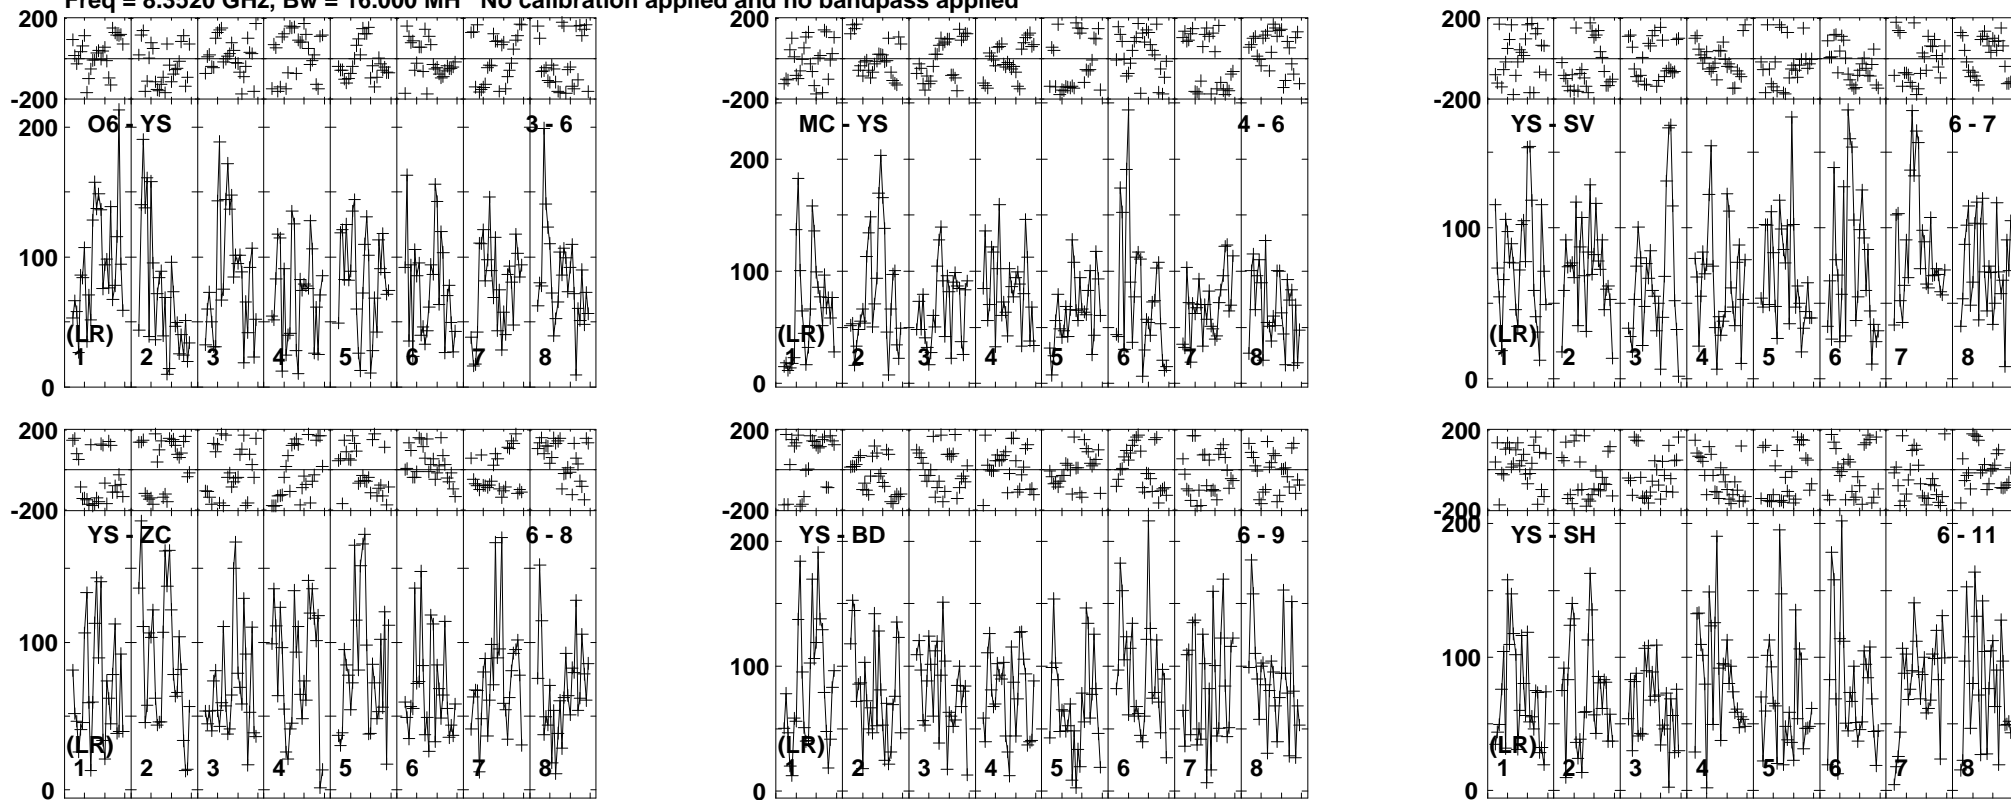 Freq = 8.3520 GHz, Bw = 16.000 MH No calibration applied and no bandpass applied
200
-200
O6 - YS
3 - 6
200
100
0
(LR)
1 2 3 4 5 6 7 8
200
-200
MC - YS
4 - 6
200
100
0
(LR)
1 2 3 4 5 6 7 8
200
-200
YS - SV
6 - 7
100
0
(LR)
1 2 3 4 5 6 7 8
200
-200
YS - ZC
6 - 8
100
0
(LR)
1 2 3 4 5 6 7 8
200
-200
YS - BD
6 - 9
200
100
0
(LR)
1 2 3 4 5 6 7 8
200
-200
YS - SH
6 - 11
200
100
0
(LR)
1 2 3 4 5 6 7 8